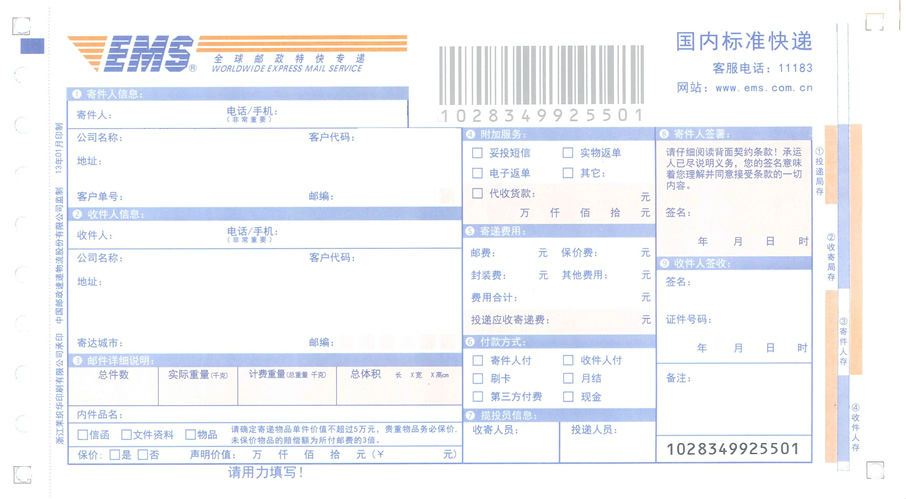 EMS®
全球邮政特快专递
WORLDWIDE EXPRESS MAIL SERVICE
1028349925501
国内标准快递
客服电话：11183
网站：www.ems.com.cn
① 寄件人信息：
寄件人： 电话/手机：
（非常重要）
公司名称： 客户代码：
地址：
客户单号： 邮编：
② 收件人信息：
收件人： 电话/手机：
（非常重要）
公司名称： 客户代码：
地址：
寄达城市： 邮编：
③ 邮件详细说明：
总件数 实际重量（千克） 计费重量（总重量 千克） 总体积 长 X宽 X高cm
内件品名：
□信函 □文件资料 □物品
请确定寄递物品单件价值不超过5万元，贵重物品务必保价，
未保价物品的赔偿额为所付邮费的3倍。
保价：□是 □否 声明价值： 万 仟 佰 拾 元（￥ 元）
请用力填写！
④ 附加服务：
□ 妥投短信 □ 实物返单
□ 电子返单 □ 其它：
□ 代收货款： 元
万 仟 佰 拾 元
⑤ 寄递费用：
邮费： 元 保价费： 元
封装费： 元 其他费用： 元
费用合计： 元
投递应收寄递费： 元
⑥ 付款方式：
□ 寄件人付 □ 收件人付
□ 刷卡 □ 月结
□ 第三方付费 □ 现金
⑦ 揽投员信息：
收寄人员： 投递人员：
⑧ 寄件人签署：
请仔细阅读背面契约条款！承运
人已尽说明义务，您的签名意味
着您理解并同意接受条款的一切
内容。
签名：
年 月 日 时
⑨ 收件人签收：
签名：
证件号码：
年 月 日 时
备注：
1028349925501
①投递局存
②收寄局存
③寄件人存
④收件人存
浙江莱织华印刷有限公司承印 中国邮政速递物流股份有限公司监制 13年01月印制